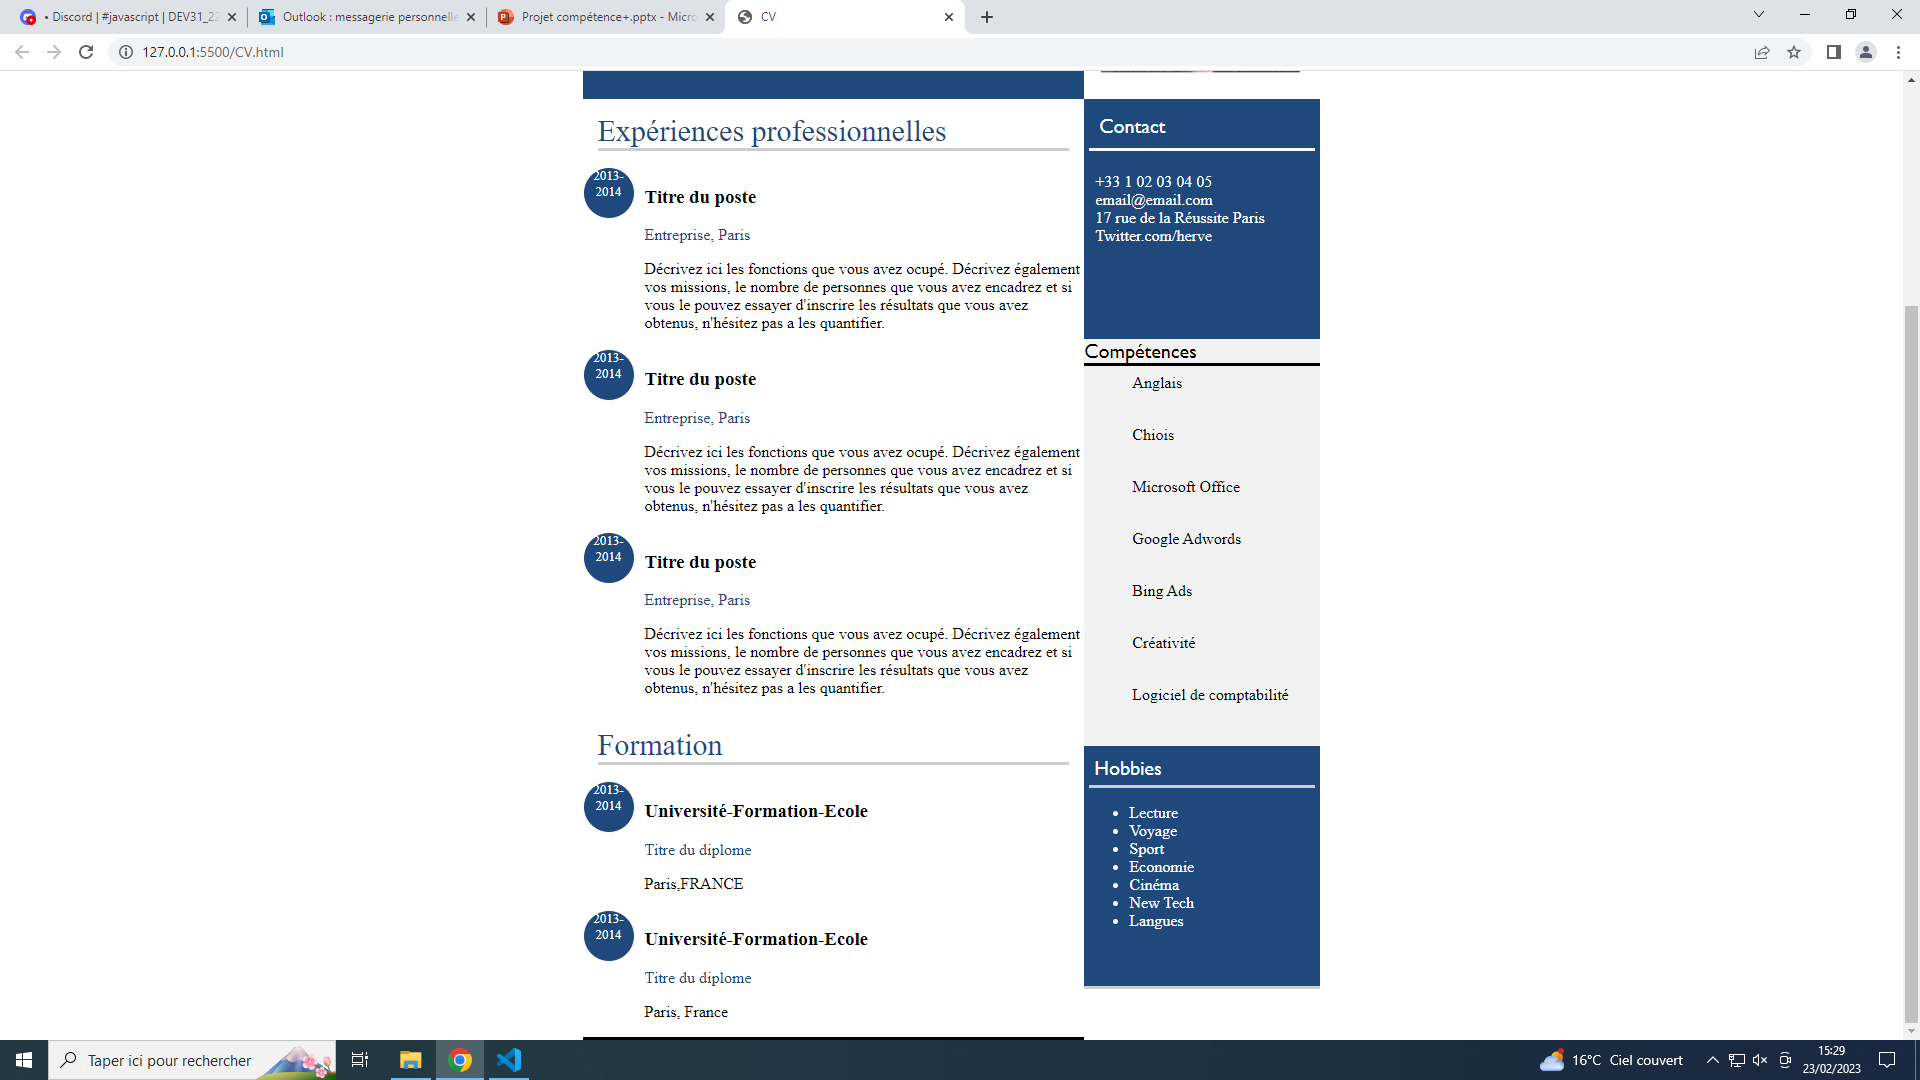 • Discord | #javascript | DEV31_22
Outlook : messagerie personnelle
Projet compétence+.pptx - Micro
CV
127.0.0.1:5500/CV.html
Expériences professionnelles
2013-
2014
Titre du poste
Entreprise, Paris
Décrivez ici les fonctions que vous avez ocupé. Décrivez également
vos missions, le nombre de personnes que vous avez encadrez et si
vous le pouvez essayer d'inscrire les résultats que vous avez
obtenus, n'hésitez pas a les quantifier.
2013-
2014
Titre du poste
Entreprise, Paris
Décrivez ici les fonctions que vous avez ocupé. Décrivez également
vos missions, le nombre de personnes que vous avez encadrez et si
vous le pouvez essayer d'inscrire les résultats que vous avez
obtenus, n'hésitez pas a les quantifier.
2013-
2014
Titre du poste
Entreprise, Paris
Décrivez ici les fonctions que vous avez ocupé. Décrivez également
vos missions, le nombre de personnes que vous avez encadrez et si
vous le pouvez essayer d'inscrire les résultats que vous avez
obtenus, n'hésitez pas a les quantifier.
Formation
2013-
2014
Université-Formation-Ecole
Titre du diplome
Paris,FRANCE
2013-
2014
Université-Formation-Ecole
Titre du diplome
Paris, France
Contact
+33 1 02 03 04 05
email@email.com
17 rue de la Réussite Paris
Twitter.com/herve
Compétences
Anglais
Chiois
Microsoft Office
Google Adwords
Bing Ads
Créativité
Logiciel de comptabilité
Hobbies
• Lecture
• Voyage
• Sport
• Economie
• Cinéma
• New Tech
• Langues
Taper ici pour rechercher
16°C Ciel couvert
15:29
23/02/2023